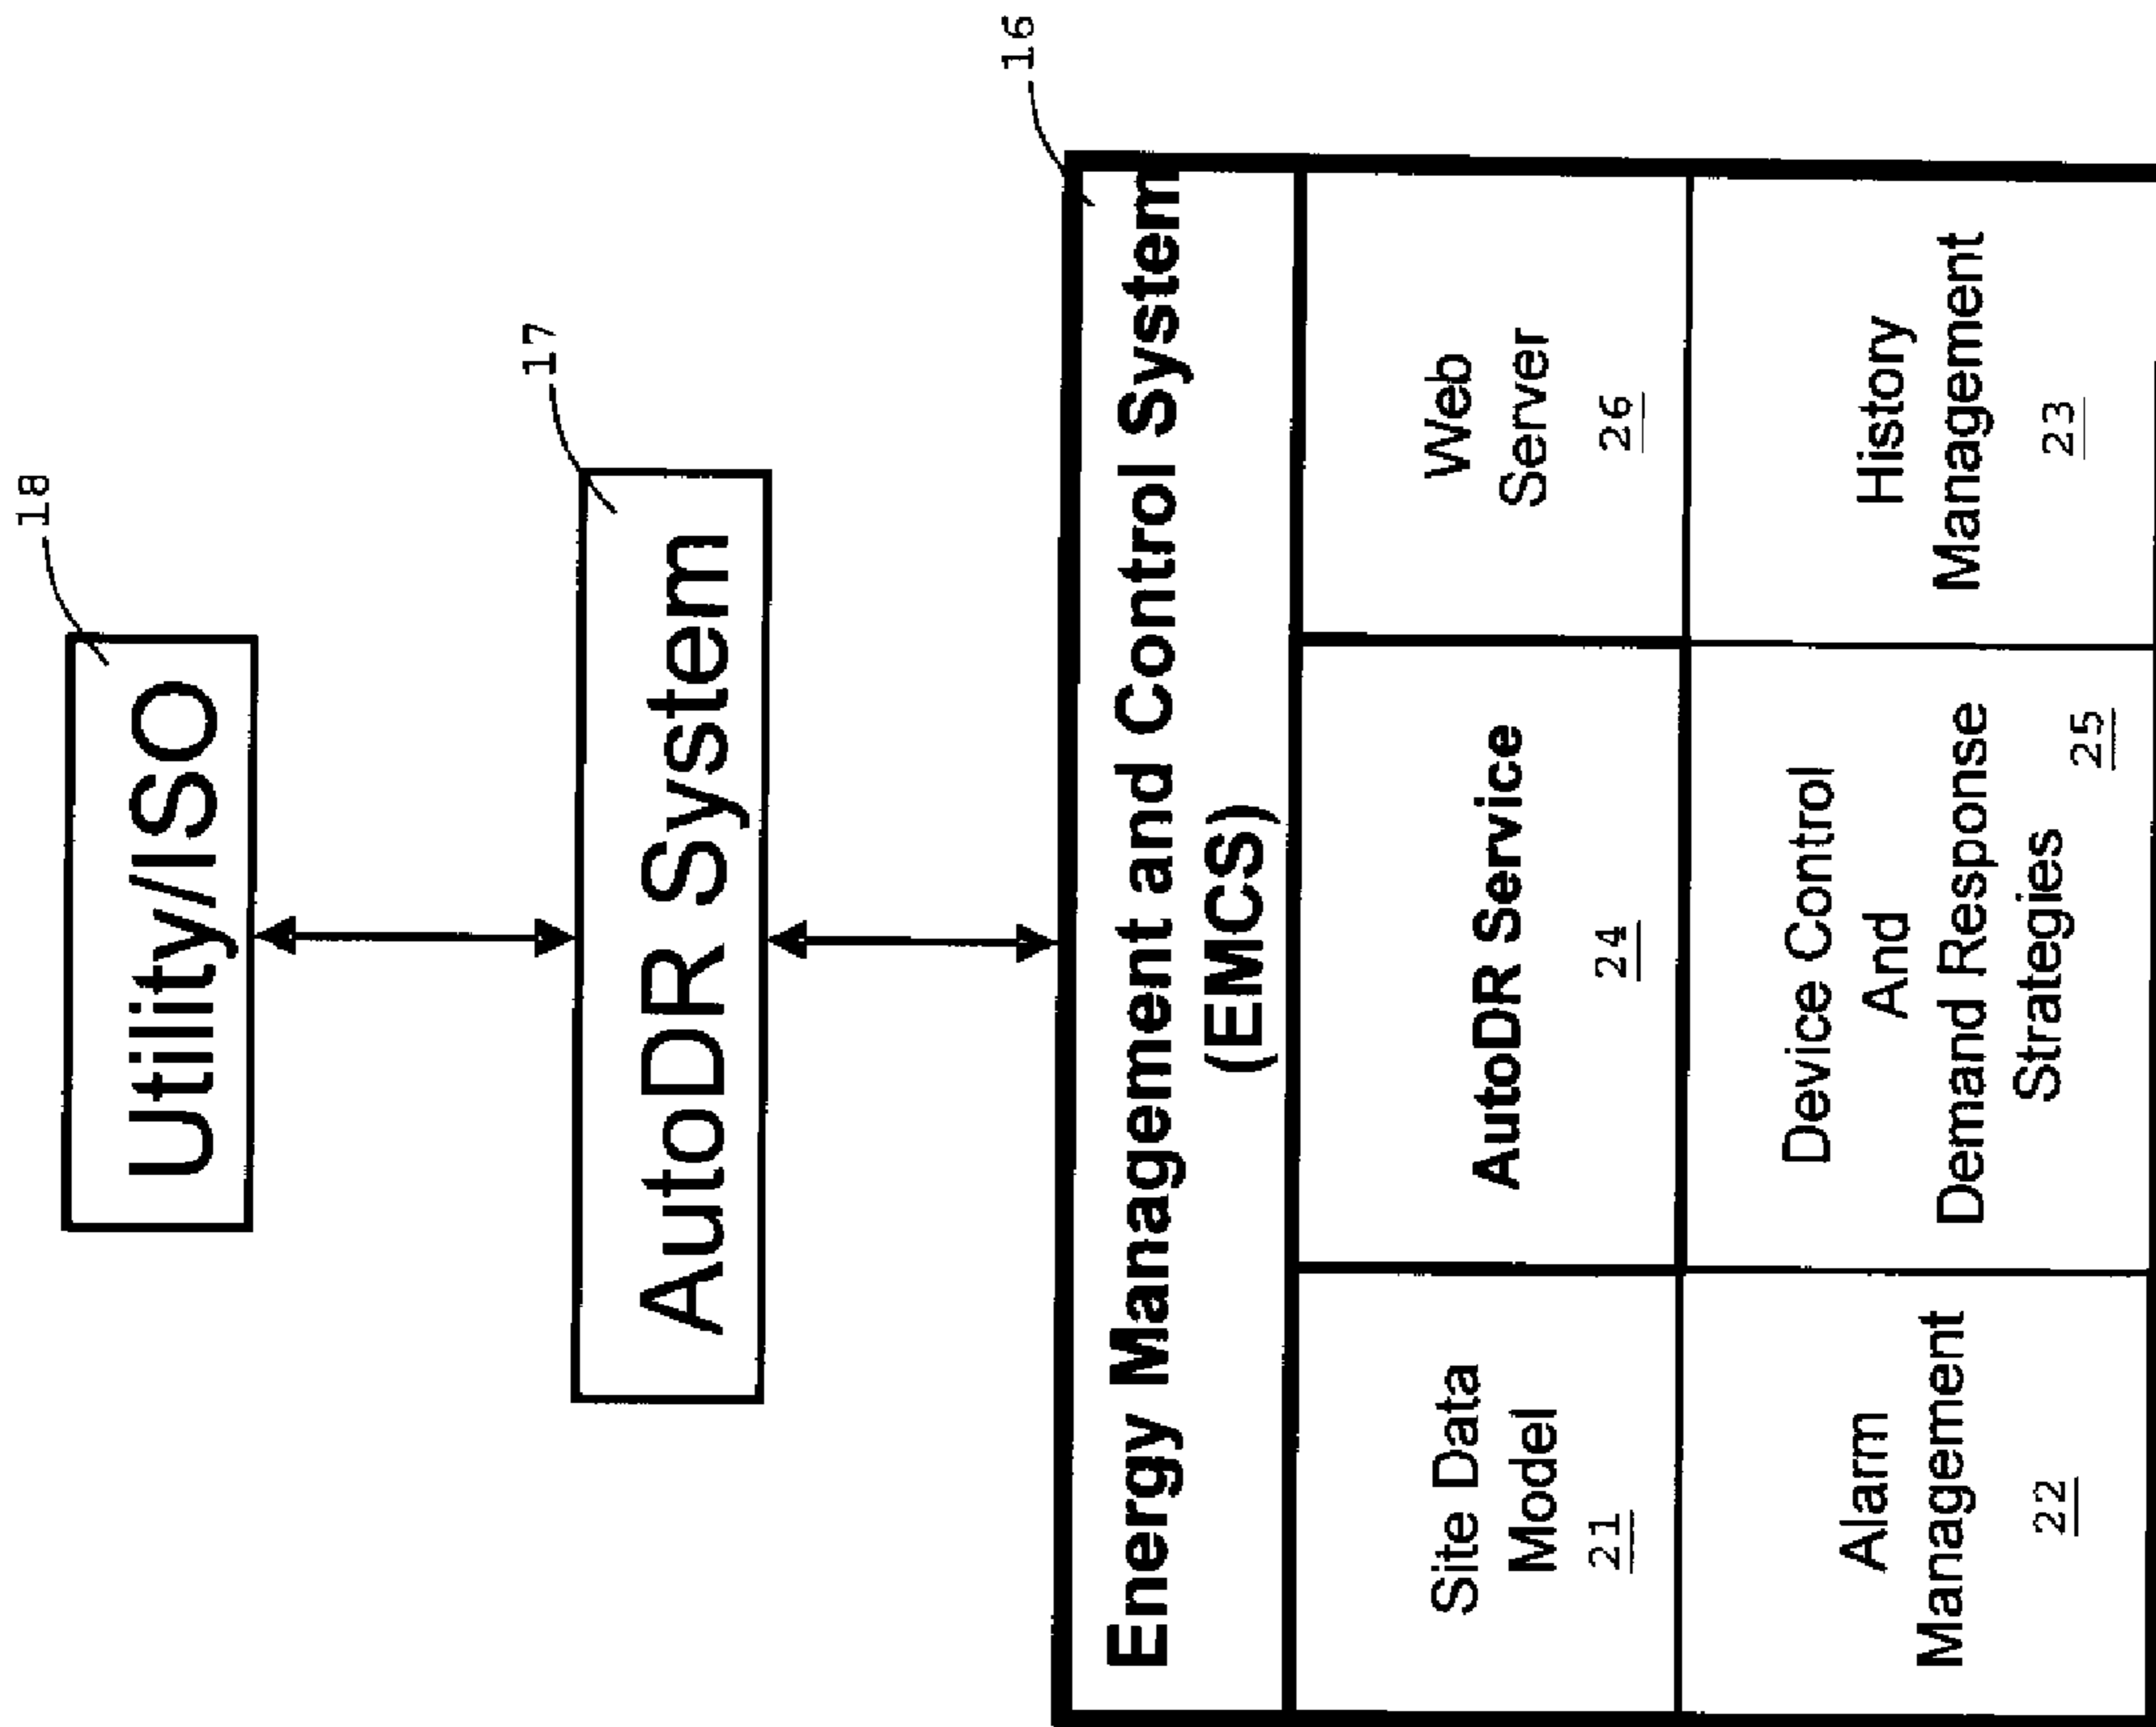 18
Utility/ISO
17
AutoDR System
16
Energy Management and Control System
(EMCS)
Site Data
Model
21
AutoDR Service
24
Web
Server
26
Alarm
Management
22
Device Control
And
Demand Response
Strategies
25
History
Management
23